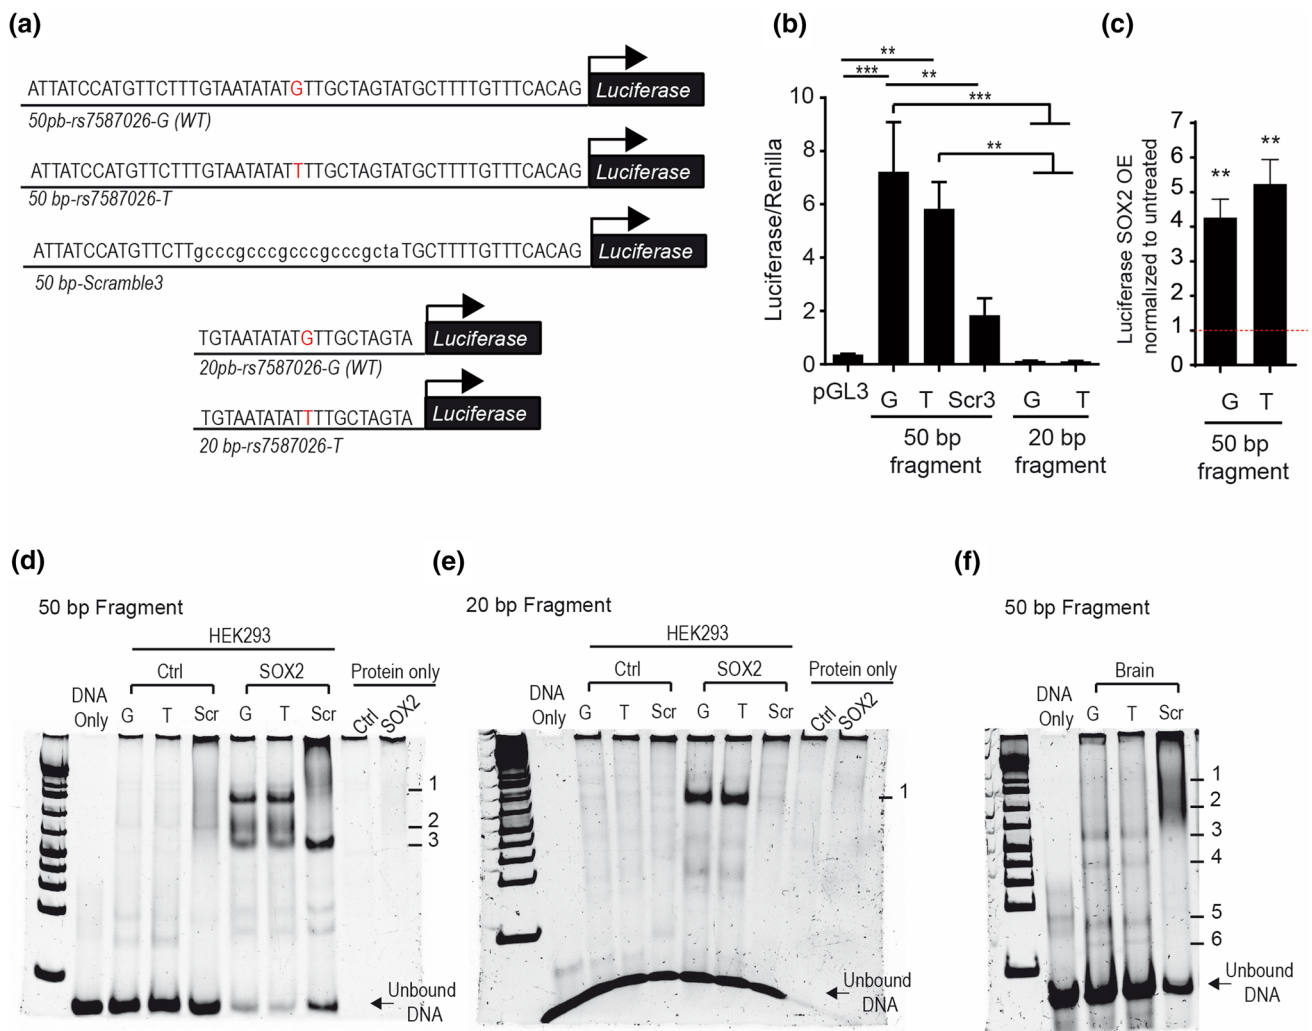 (a)
ATTATCCATGTTCTTTGTAATATATGTTGCTAGTATGCTTTTGTTTCACAG Luciferase
50pb-rs7587026-G (WT)
ATTATCCATGTTCTTTGTAATATATTTTGCTAGTATGCTTTTGTTTCACAG Luciferase
50 bp-rs7587026-T
ATTATCCATGTTCTTgcccgcccgcccgcccgctaTGCTTTTGTTTCACAG Luciferase
50 bp-Scramble3
TGTAATATATGTTGCTAGTA Luciferase
20pb-rs7587026-G (WT)
TGTAATATATTTTGCTAGTA Luciferase
20 bp-rs7587026-T
(b)
**
*** **
***
**
Luciferase/Renilla
10
8
6
4
2
0
pGL3 G T Scr3 G T
50 bp fragment
20 bp fragment
(c)
Luciferase SOX2 OE
normalized to untreated
7
6
5
4
3
2
1
0
** **
G T
50 bp
fragment
(d)
50 bp Fragment
HEK293
Ctrl SOX2 Protein only
DNA Only G T Scr G T Scr Ctrl SOX2
1
2
3
Unbound DNA
(e)
20 bp Fragment
HEK293
Ctrl SOX2 Protein only
DNA Only G T Scr G T Scr Ctrl SOX2
1
Unbound DNA
(f)
50 bp Fragment
Brain
DNA Only G T Scr
1
2
3
4
5
6
Unbound DNA